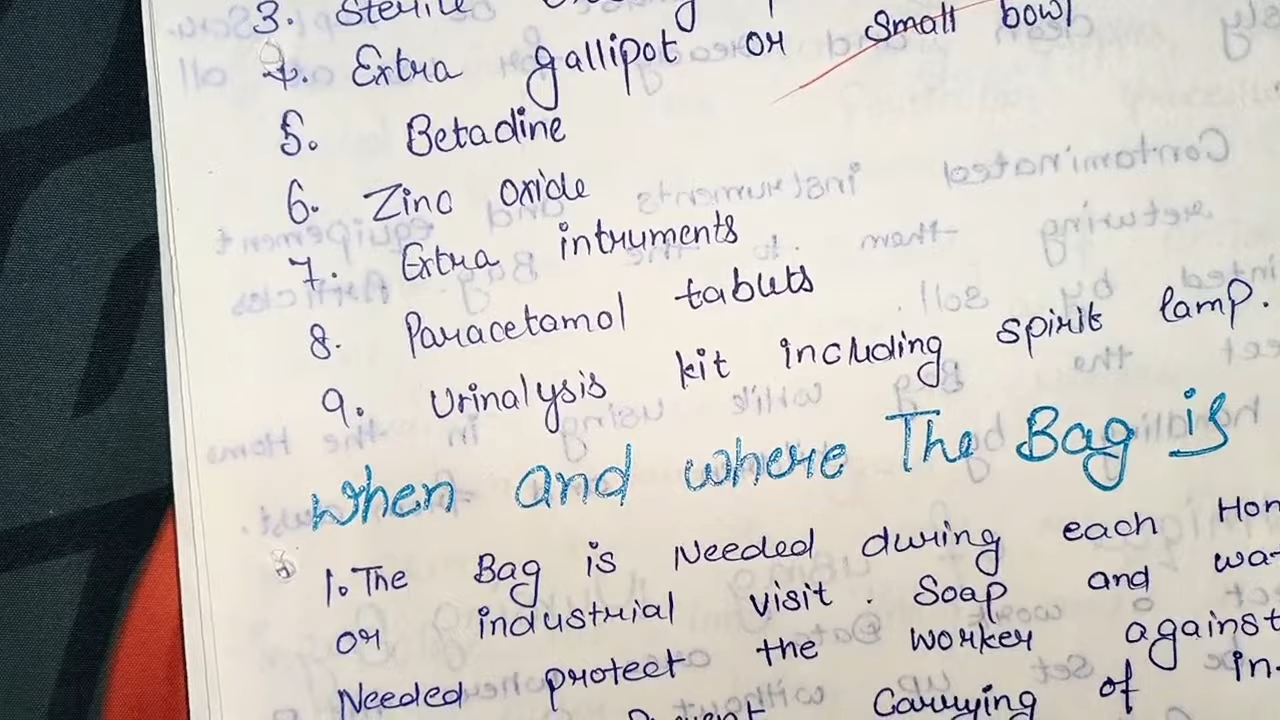 3. Sterile
4. Extra gallipot or small bowl
5. Betadine
6. Zinc oxide
7. Extra intruments
8. Paracetamol tablets
9. Urinalysis kit including spirit lamp.
When and where The Bag is
1. The Bag is Needed during each Hom
or industrial visit. Soap and wat
Needed protect the worker against
Prevent Carrying of in